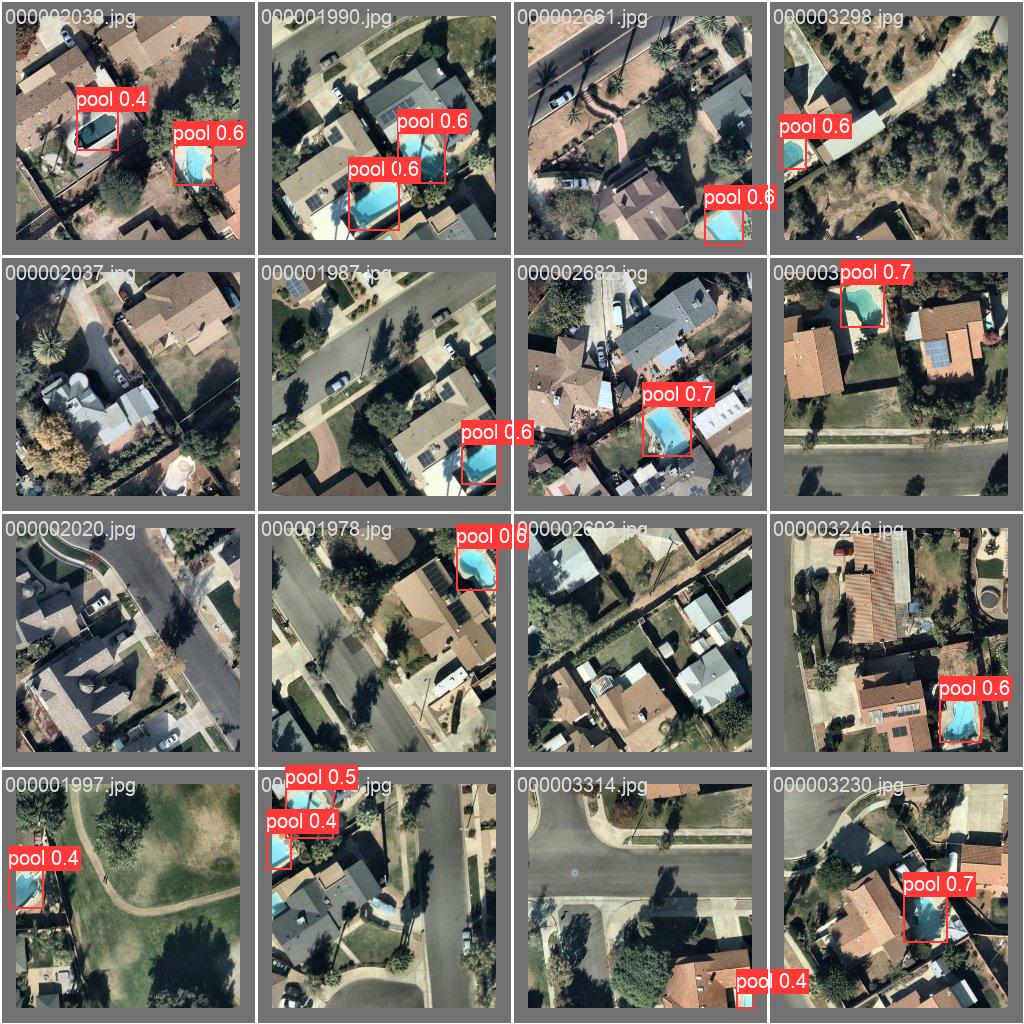 000002039.jpg
pool 0.4
pool 0.6
000001990.jpg
pool 0.6
pool 0.6
000002661.jpg
pool 0.6
000003298.jpg
pool 0.6
000002037.jpg
000001987.jpg
pool 0.6
000002682.jpg
pool 0.7
pool 0.7
000002020.jpg
000001978.jpg
pool 0.6
000002693.jpg
000003246.jpg
pool 0.6
000001997.jpg
pool 0.4
pool 0.5
pool 0.4
000003314.jpg
pool 0.4
000003230.jpg
pool 0.7